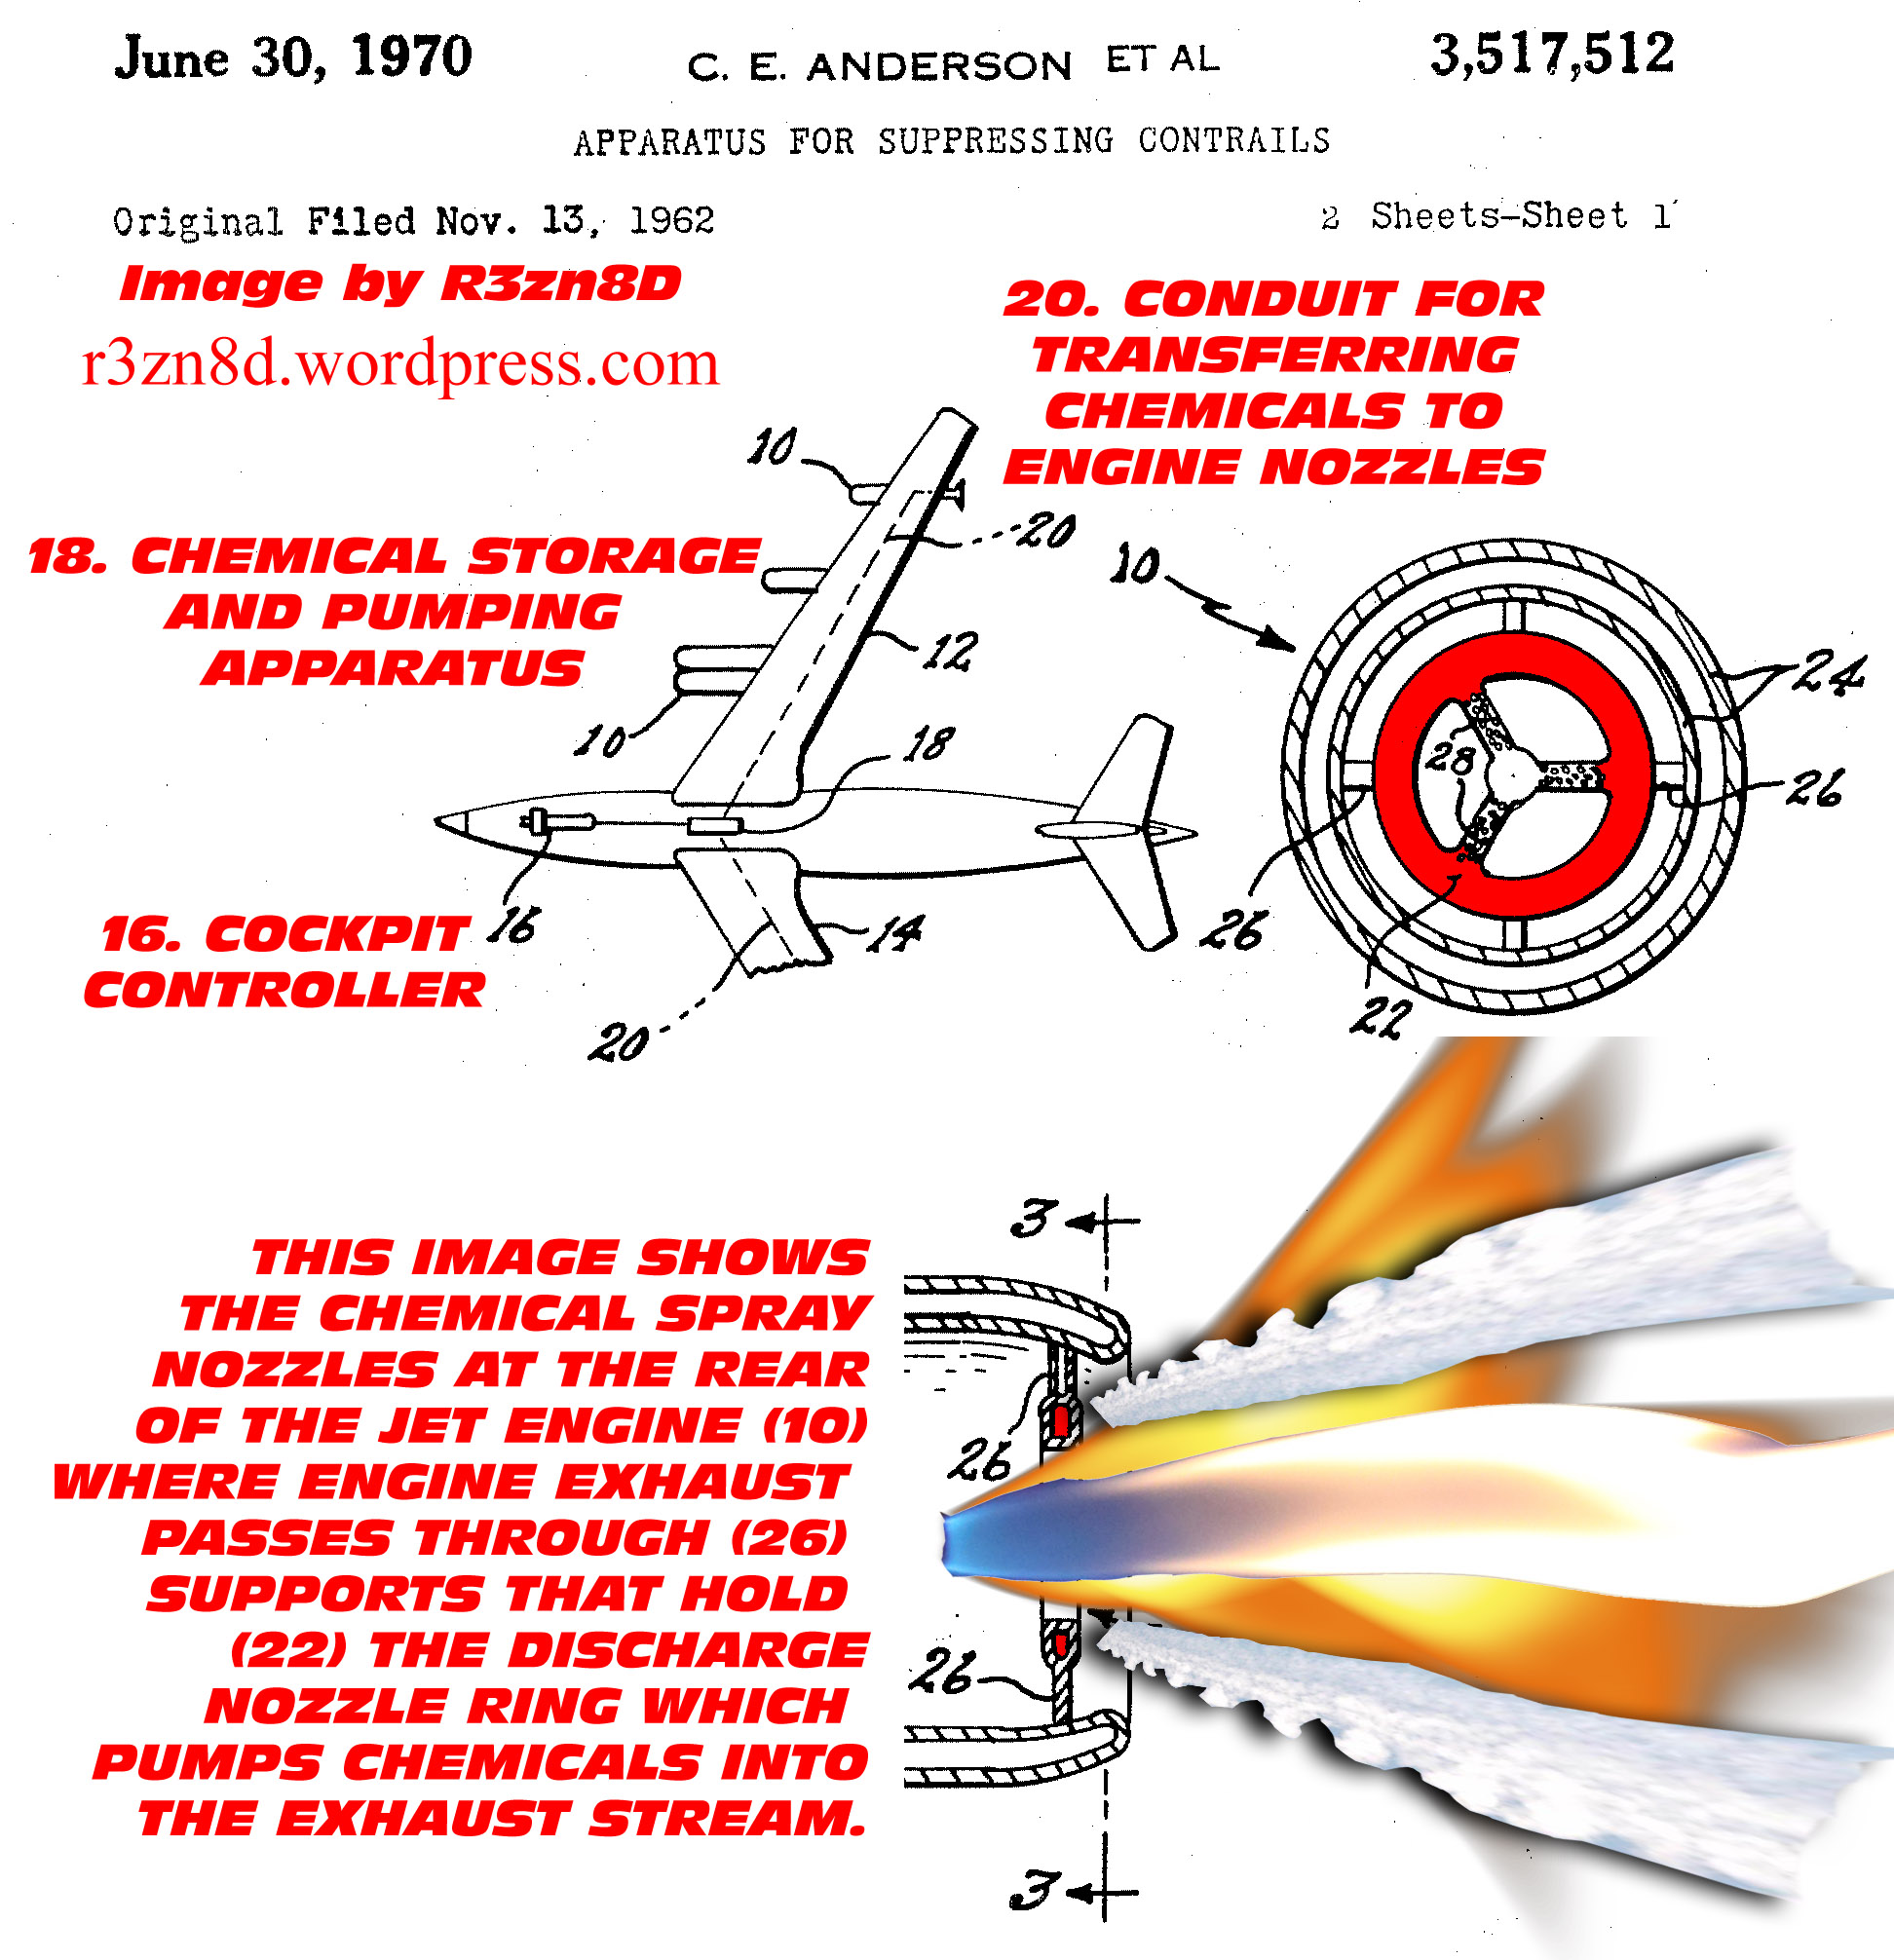 June 30, 1970
C. E. ANDERSON ET AL
3,517,512
APPARATUS FOR SUPPRESSING CONTRAILS
Original Filed Nov. 13, 1962
2 Sheets-Sheet 1
Image by R3zn8D
r3zn8d.wordpress.com
20. CONDUIT FOR
TRANSFERRING
CHEMICALS TO
ENGINE NOZZLES
10
20
18. CHEMICAL STORAGE
AND PUMPING
APPARATUS
10
12
24
10
18
28
26
16
16. COCKPIT
CONTROLLER
14
26
20
22
3
THIS IMAGE SHOWS
THE CHEMICAL SPRAY
NOZZLES AT THE REAR
OF THE JET ENGINE (10)
WHERE ENGINE EXHAUST
PASSES THROUGH (26)
SUPPORTS THAT HOLD
(22) THE DISCHARGE
NOZZLE RING WHICH
PUMPS CHEMICALS INTO
THE EXHAUST STREAM.
26
26
3